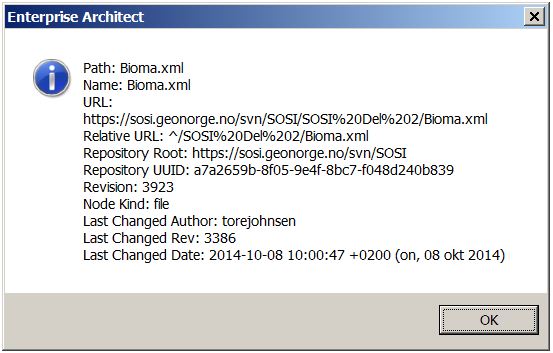 Enterprise Architect
Path: Bioma.xml
Name: Bioma.xml
URL:
https://sosi.geonorge.no/svn/SOSI/SOSI%20Del%202/Bioma.xml
Relative URL: ^/SOSI%20Del%202/Bioma.xml
Repository Root: https://sosi.geonorge.no/svn/SOSI
Repository UUID: a7a2659b-8f05-9e4f-8bc7-f048d240b839
Revision: 3923
Node Kind: file
Last Changed Author: torejohnsen
Last Changed Rev: 3386
Last Changed Date: 2014-10-08 10:00:47 +0200 (on, 08 okt 2014)
OK